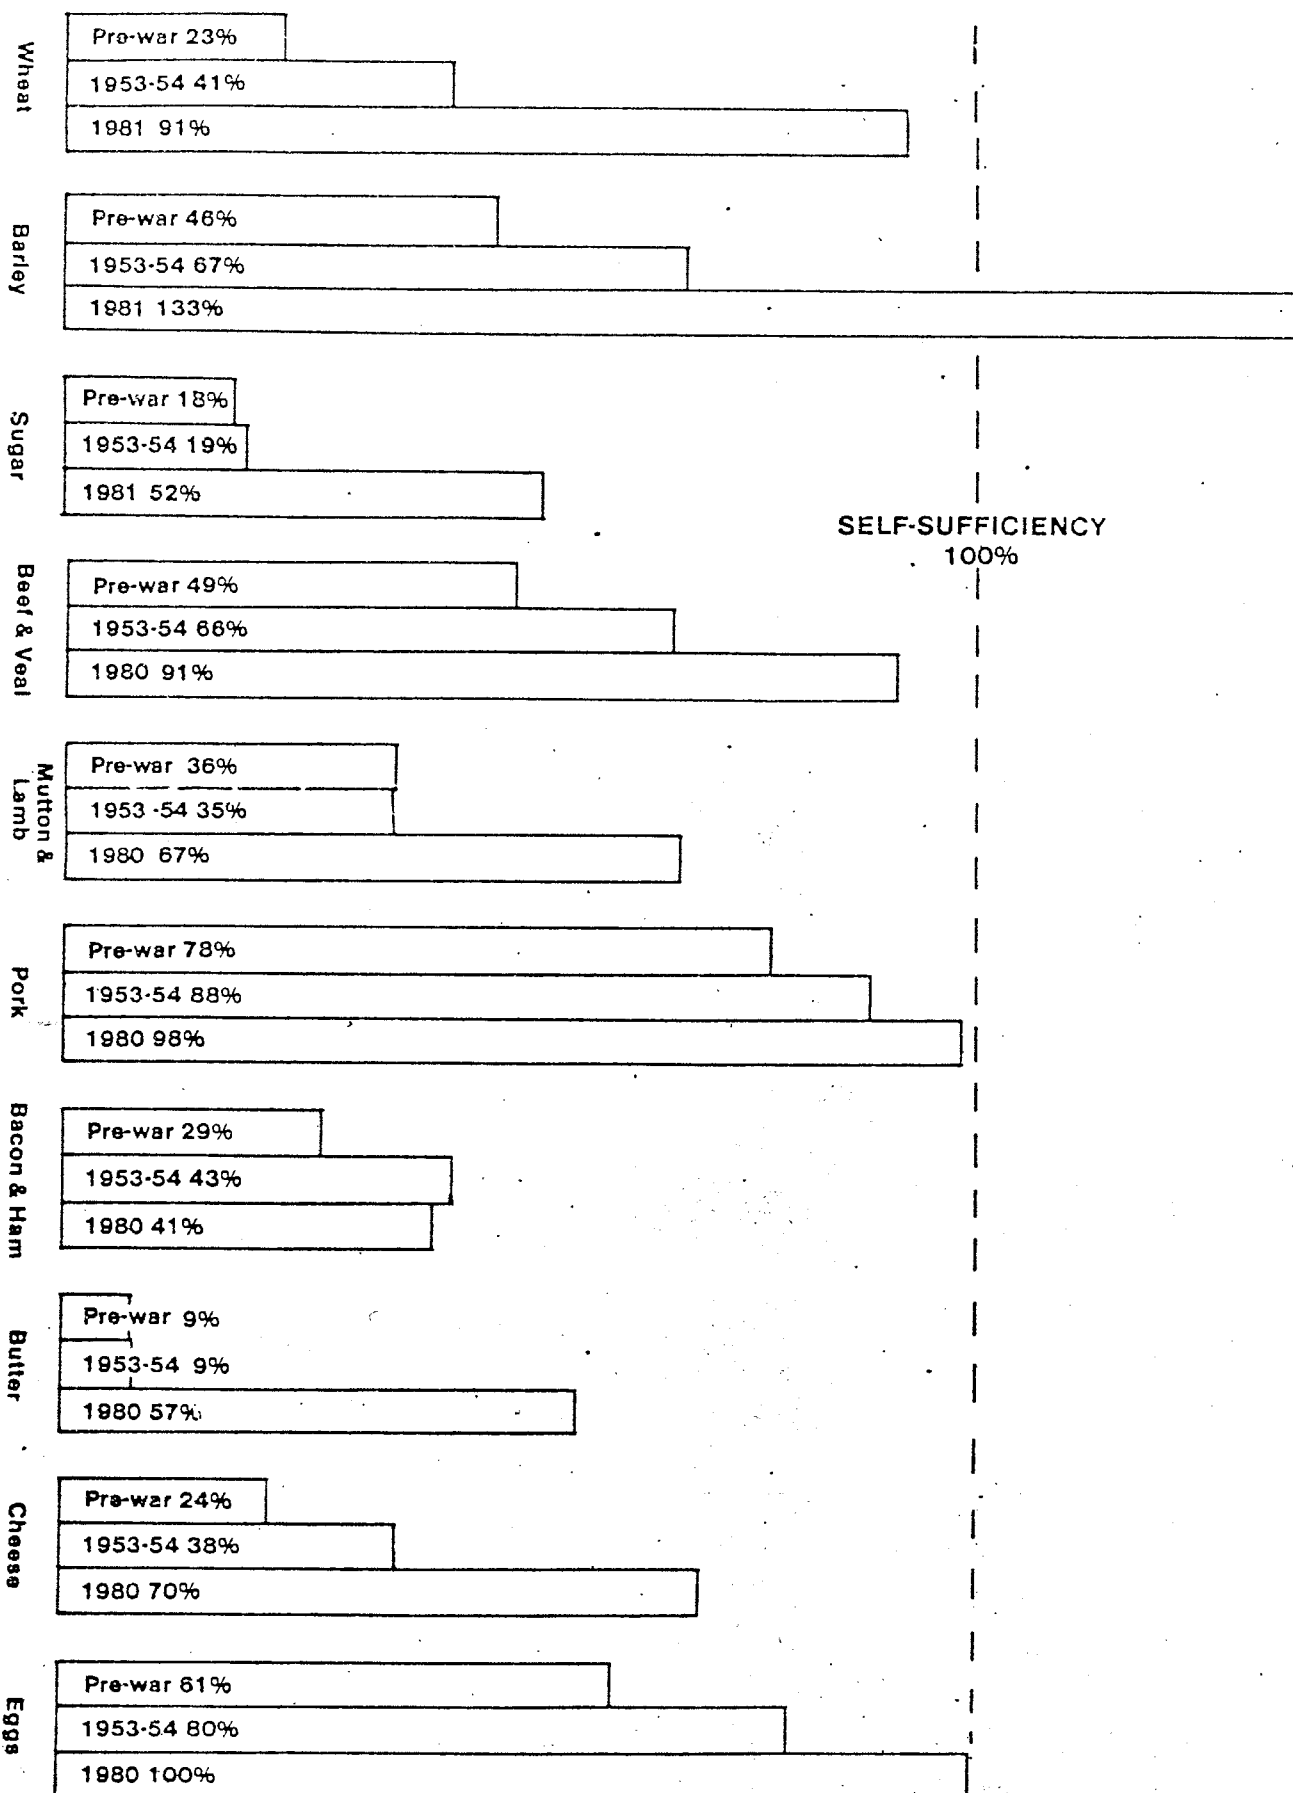 Wheat
Pre-war 23%
1953-54 41%
1981 91%
Barley
Pre-war 46%
1953-54 67%
1981 133%
Sugar
Pre-war 18%
1953-54 19%
1981 52%
SELF-SUFFICIENCY
100%
Beef & Veal
Pre-war 49%
1953-54 66%
1980 91%
Mutton &
Lamb
Pre-war 36%
1953-54 35%
1980 67%
Pork
Pre-war 78%
1953-54 88%
1980 98%
Bacon & Ham
Pre-war 29%
1953-54 43%
1980 41%
Butter
Pre-war 9%
1953-54 9%
1980 57%
Cheese
Pre-war 24%
1953-54 38%
1980 70%
Eggs
Pre-war 61%
1953-54 80%
1980 100%